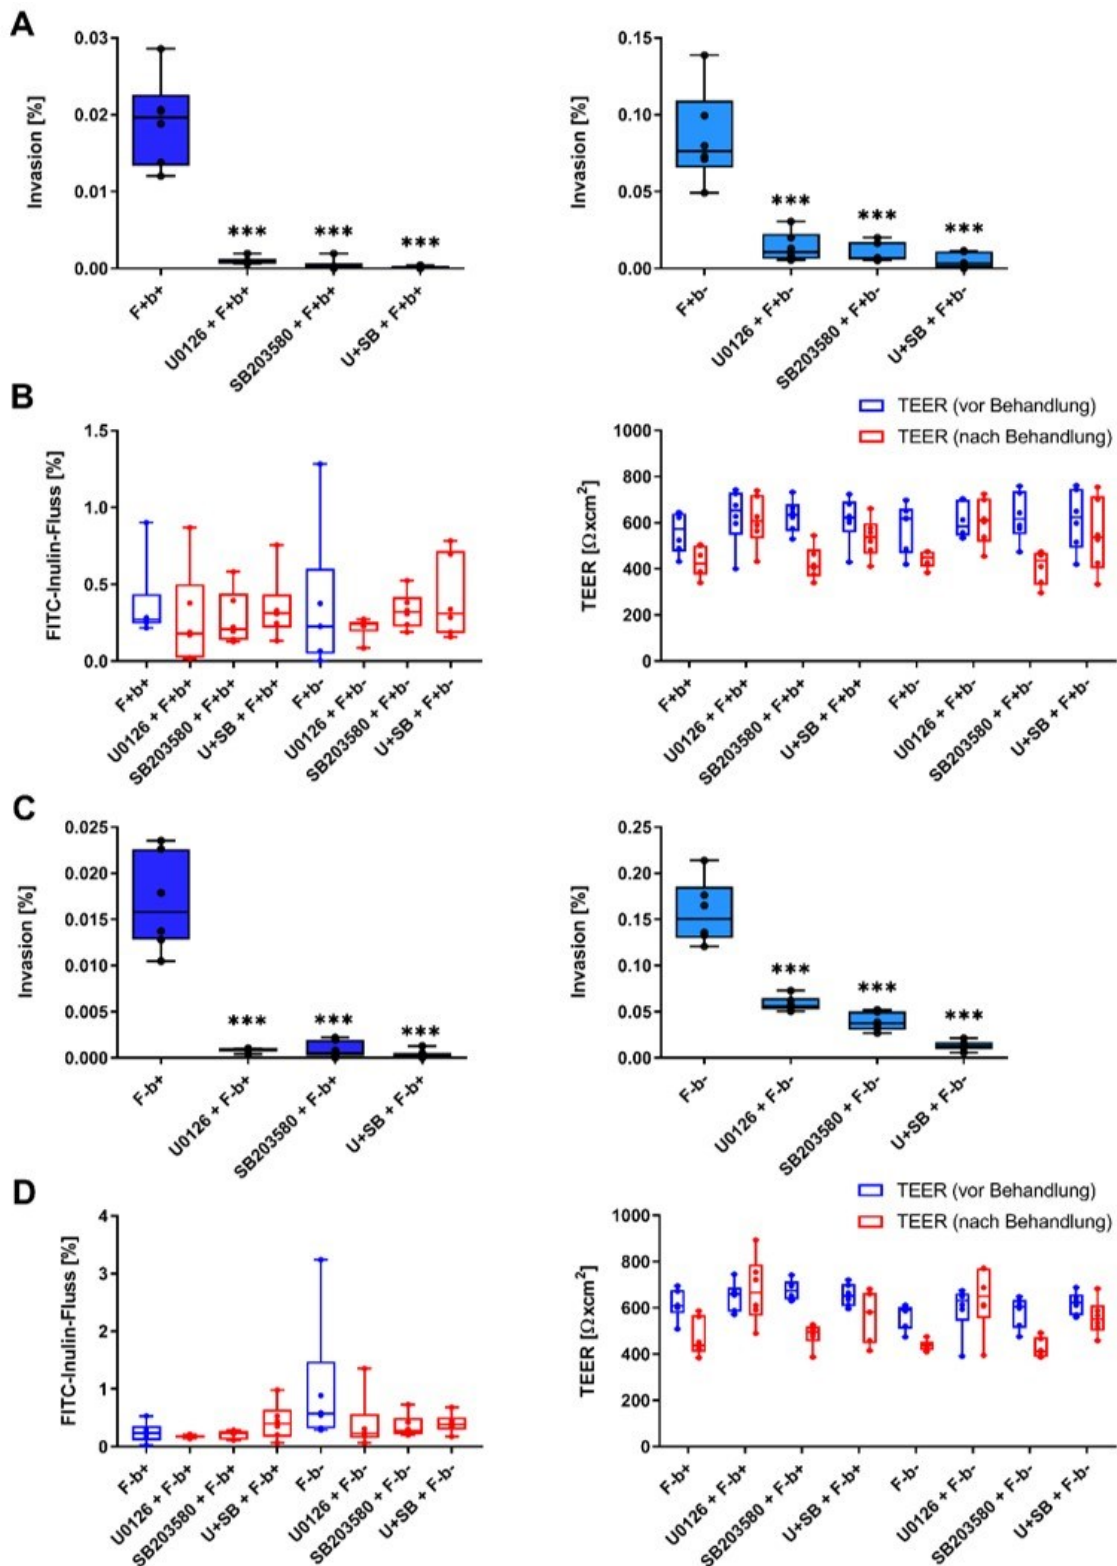 A
Invasion [%]
0.03
0.02
0.01
0.00
***
***
***
F+b+
U0126 + F+b+
SB203580 + F+b+
U+SB + F+b+
Invasion [%]
0.15
0.10
0.05
0.00
***
***
***
F+b-
U0126 + F+b-
SB203580 + F+b-
U+SB + F+b-
B
FITC-Inulin-Fluss [%]
1.5
1.0
0.5
0.0
F+b+
U0126 + F+b+
SB203580 + F+b+
U+SB + F+b+
F+b-
U0126 + F+b-
SB203580 + F+b-
U+SB + F+b-
TEER (vor Behandlung)
TEER (nach Behandlung)
TEER [Ωxcm²]
1000
800
600
400
200
0
F+b+
U0126 + F+b+
SB203580 + F+b+
U+SB + F+b+
F+b-
U0126 + F+b-
SB203580 + F+b-
U+SB + F+b-
C
Invasion [%]
0.025
0.020
0.015
0.010
0.005
0.000
***
***
***
F-b+
U0126 + F-b+
SB203580 + F-b+
U+SB + F-b+
Invasion [%]
0.25
0.20
0.15
0.10
0.05
0.00
***
***
***
F-b-
U0126 + F-b-
SB203580 + F-b-
U+SB + F-b-
D
FITC-Inulin-Fluss [%]
4
3
2
1
0
F-b+
U0126 + F-b+
SB203580 + F-b+
U+SB + F-b+
F-b-
U0126 + F-b-
SB203580 + F-b-
U+SB + F-b-
TEER (vor Behandlung)
TEER (nach Behandlung)
TEER [Ωxcm²]
1000
800
600
400
200
0
F-b+
U0126 + F-b+
SB203580 + F-b+
U+SB + F-b+
F-b-
U0126 + F-b-
SB203580 + F-b-
U+SB + F-b-